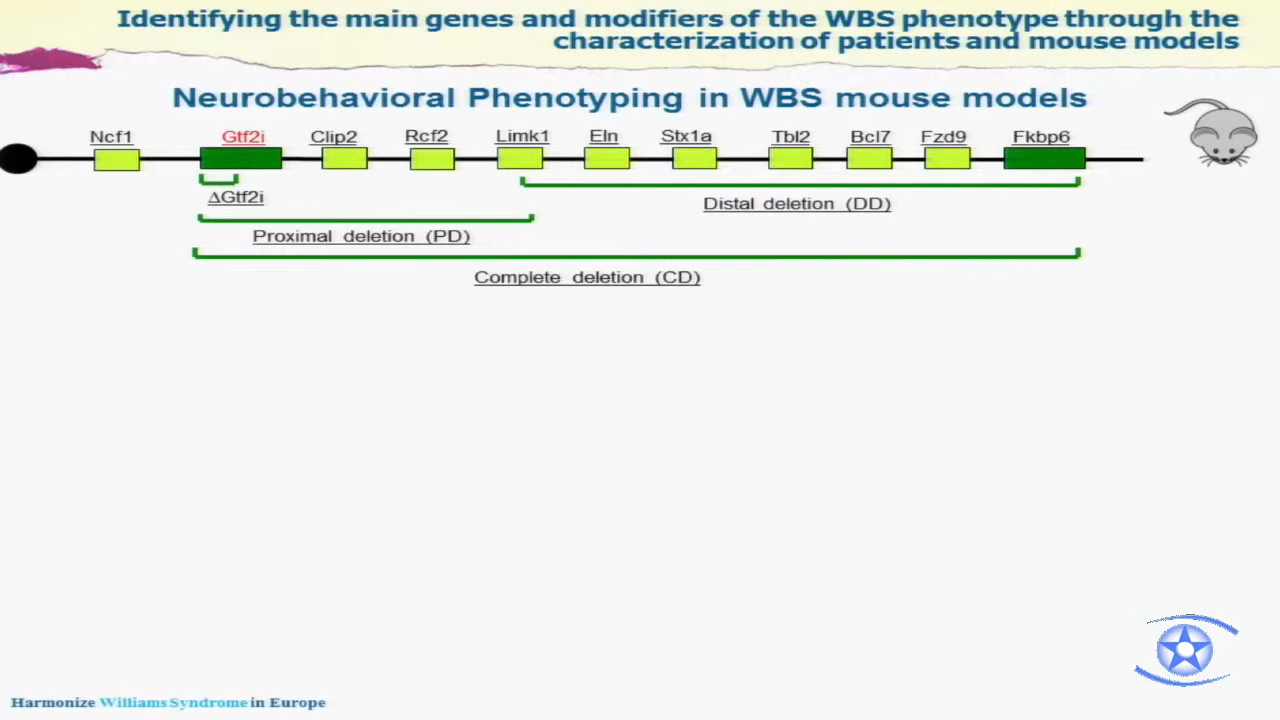 Identifying the main genes and modifiers of the WBS phenotype through the
characterization of patients and mouse models
Neurobehavioral Phenotyping in WBS mouse models
Ncf1 Gtf2i Clip2 Rcf2 Limk1 Eln Stx1a Tbl2 Bcl7 Fzd9 Fkbp6
ΔGtf2i
Distal deletion (DD)
Proximal deletion (PD)
Complete deletion (CD)
Harmonize Williams Syndrome in Europe